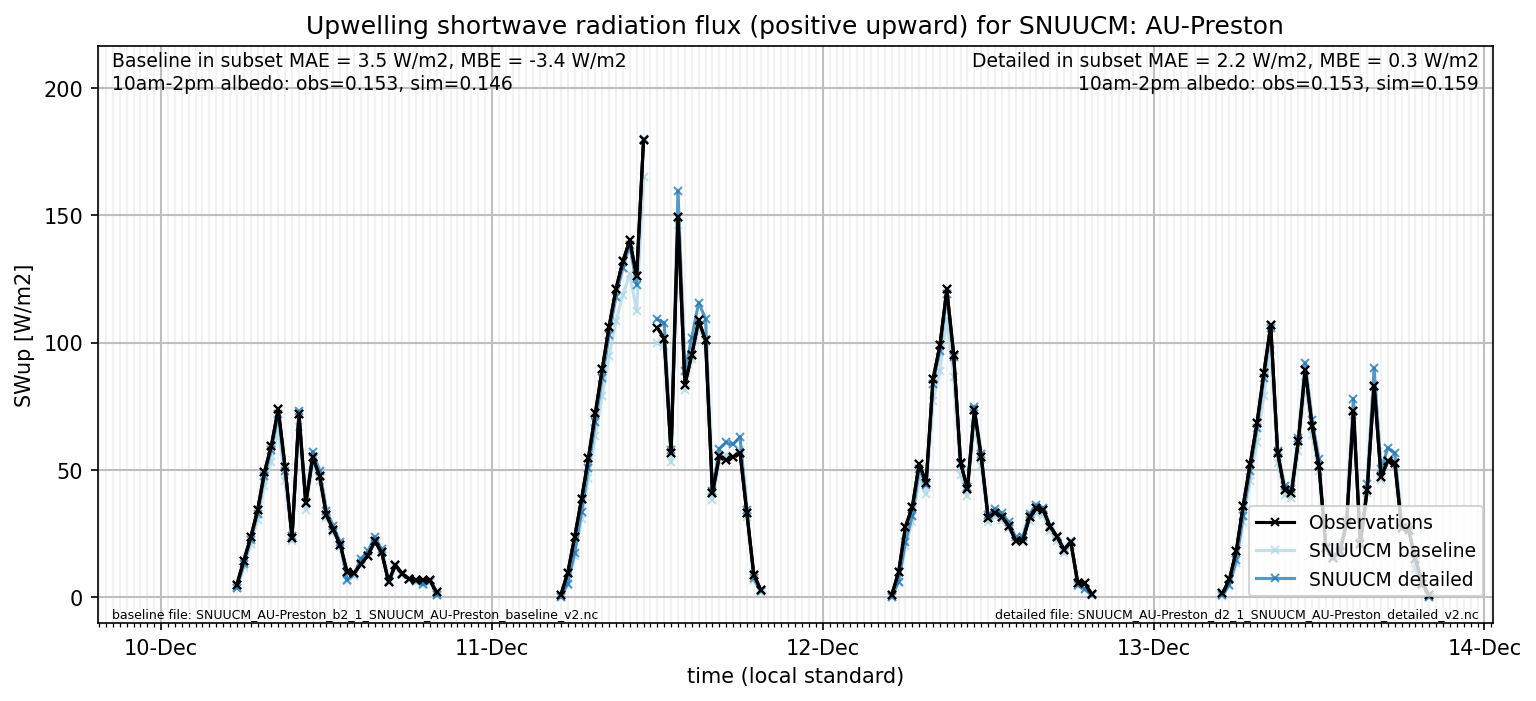 Upwelling shortwave radiation flux (positive upward) for SNUUCM: AU-Preston
Baseline in subset MAE = 3.5 W/m2, MBE = -3.4 W/m2
10am-2pm albedo: obs=0.153, sim=0.146
Detailed in subset MAE = 2.2 W/m2, MBE = 0.3 W/m2
10am-2pm albedo: obs=0.153, sim=0.159
SWup [W/m2]
200
150
100
50
0
Observations
SNUUCM baseline
SNUUCM detailed
baseline file: SNUUCM_AU-Preston_b2_1_SNUUCM_AU-Preston_baseline_v2.nc
detailed file: SNUUCM_AU-Preston_d2_1_SNUUCM_AU-Preston_detailed_v2.nc
10-Dec
11-Dec
12-Dec
13-Dec
14-Dec
time (local standard)